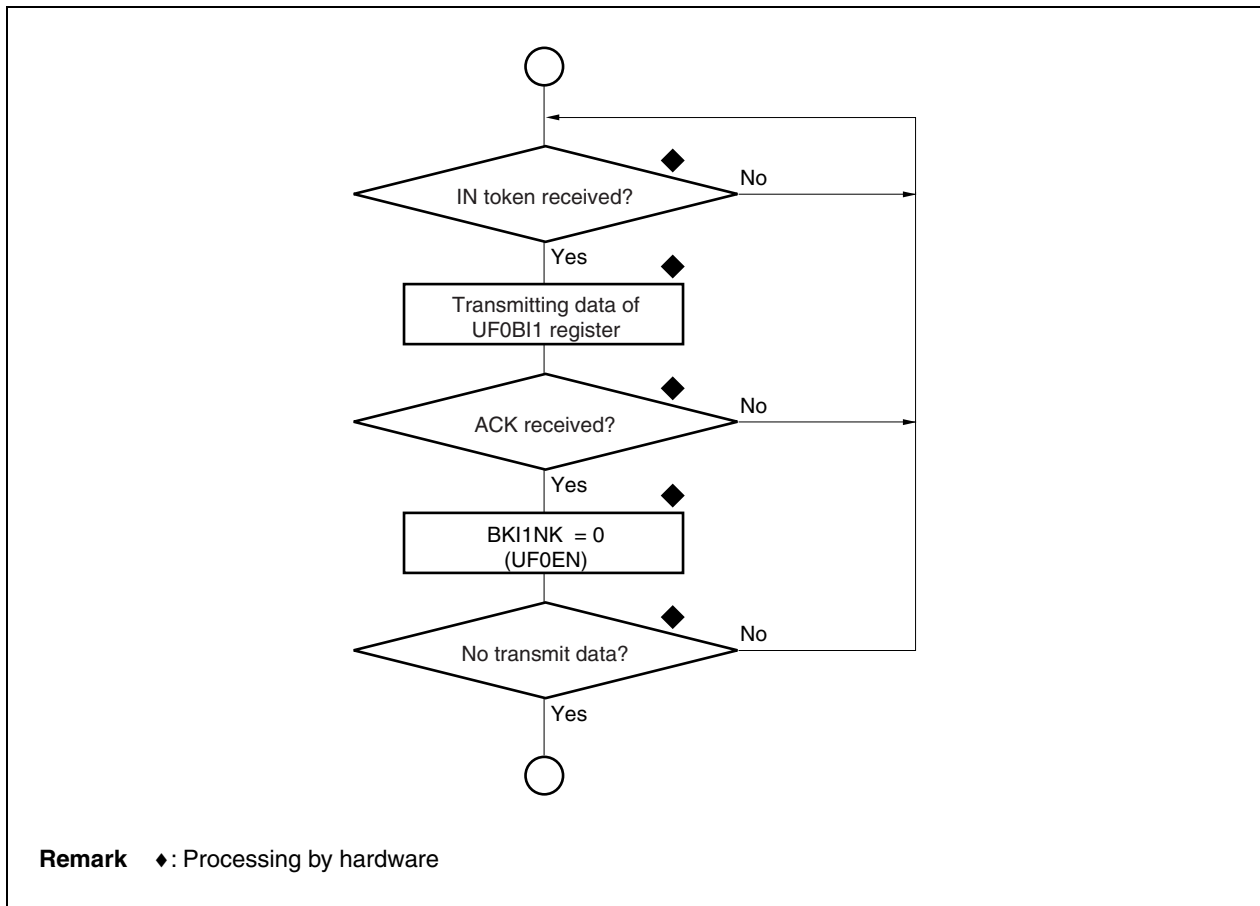 IN token received?
No
Yes
Transmitting data of
UF0BI1 register
ACK received?
No
Yes
BKI1NK = 0
(UF0EN)
No transmit data?
No
Yes
Remark ♦: Processing by hardware